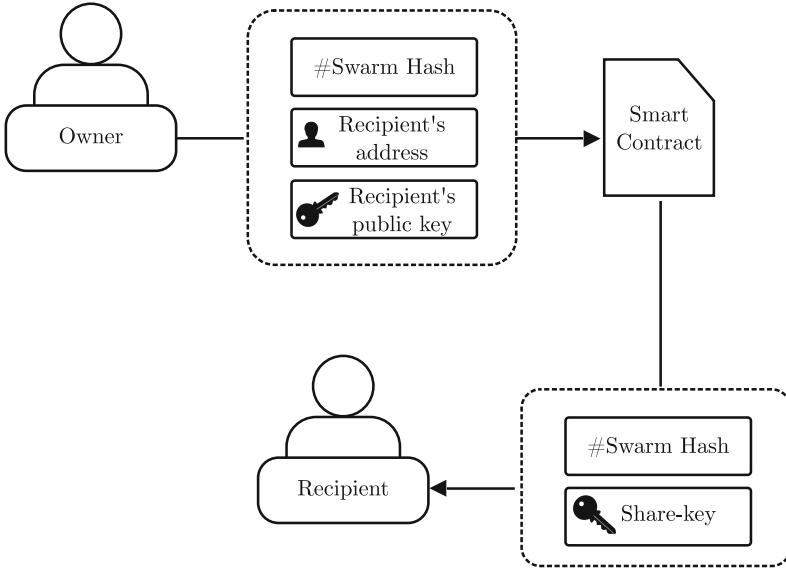 #Swarm Hash
Owner
Recipient's
address
Recipient's
public key
Smart
Contract
#Swarm Hash
Recipient
Share-key